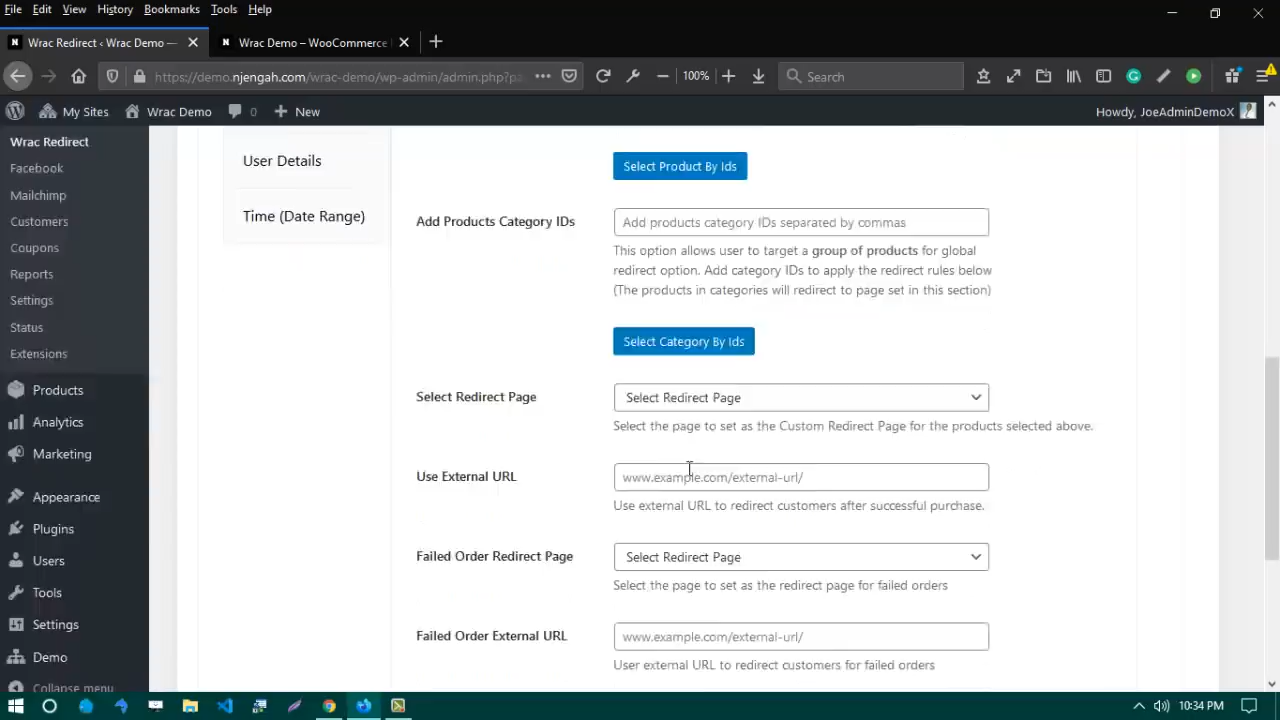 File Edit View History Bookmarks Tools Help
Wrac Redirect ‹ Wrac Demo —
Wrac Demo – WooCommerce
https://demo.njengah.com/wrac-demo/wp-admin/admin.php?pa
100%
Search
My Sites
Wrac Demo
0
New
Howdy, JoeAdminDemoX
Wrac Redirect
Facebook
Mailchimp
Customers
Coupons
Reports
Settings
Status
Extensions
Products
Analytics
Marketing
Appearance
Plugins
Users
Tools
Settings
Demo
Collapse menu
User Details
Time (Date Range)
Select Product By Ids
Add Products Category IDs
Add products category IDs separated by commas
This option allows user to target a group of products for global
redirect option. Add category IDs to apply the redirect rules below
(The products in categories will redirect to page set in this section)
Select Category By Ids
Select Redirect Page
Select Redirect Page
Select the page to set as the Custom Redirect Page for the products selected above.
Use External URL
www.example.com/external-url/
Use external URL to redirect customers after successful purchase.
Failed Order Redirect Page
Select Redirect Page
Select the page to set as the redirect page for failed orders
Failed Order External URL
www.example.com/external-url/
User external URL to redirect customers for failed orders
10:34 PM